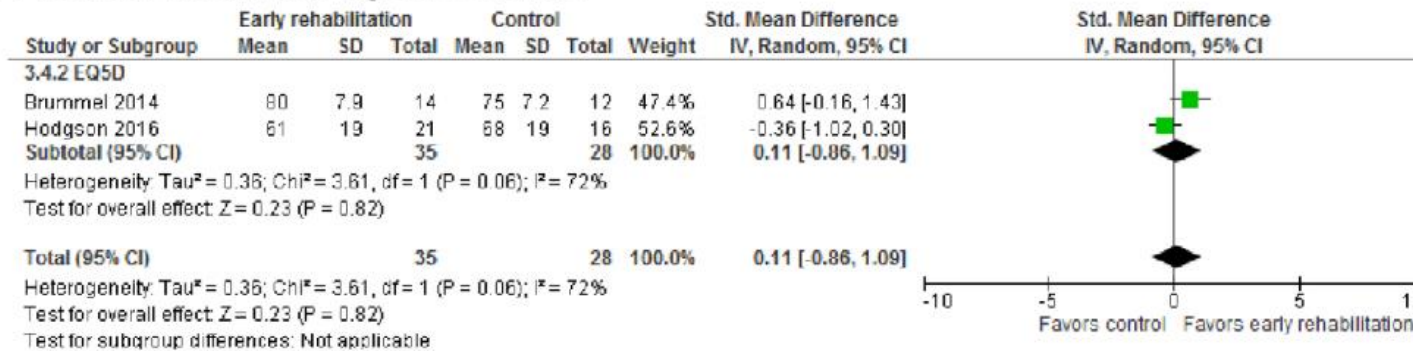 Early rehabilitation Control Std. Mean Difference Std. Mean Difference
Study or Subgroup Mean SD Total Mean SD Total Weight IV, Random, 95% CI IV, Random, 95% CI
3.4.2 EQ5D
Brummel 2014 80 7.9 14 75 7.2 12 47.4% 0.64 [-0.16, 1.43]
Hodgson 2016 61 19 21 68 19 16 52.6% -0.36 [-1.02, 0.30]
Subtotal (95% CI) 35 28 100.0% 0.11 [-0.86, 1.09]
Heterogeneity: Tau² = 0.36; Chi² = 3.61, df = 1 (P = 0.06); I² = 72%
Test for overall effect: Z = 0.23 (P = 0.82)
Total (95% CI) 35 28 100.0% 0.11 [-0.86, 1.09]
Heterogeneity: Tau² = 0.36; Chi² = 3.61, df = 1 (P = 0.06); I² = 72%
Test for overall effect: Z = 0.23 (P = 0.82)
Test for subgroup differences: Not applicable
-10 -5 0 5
Favors control Favors early rehabilitation